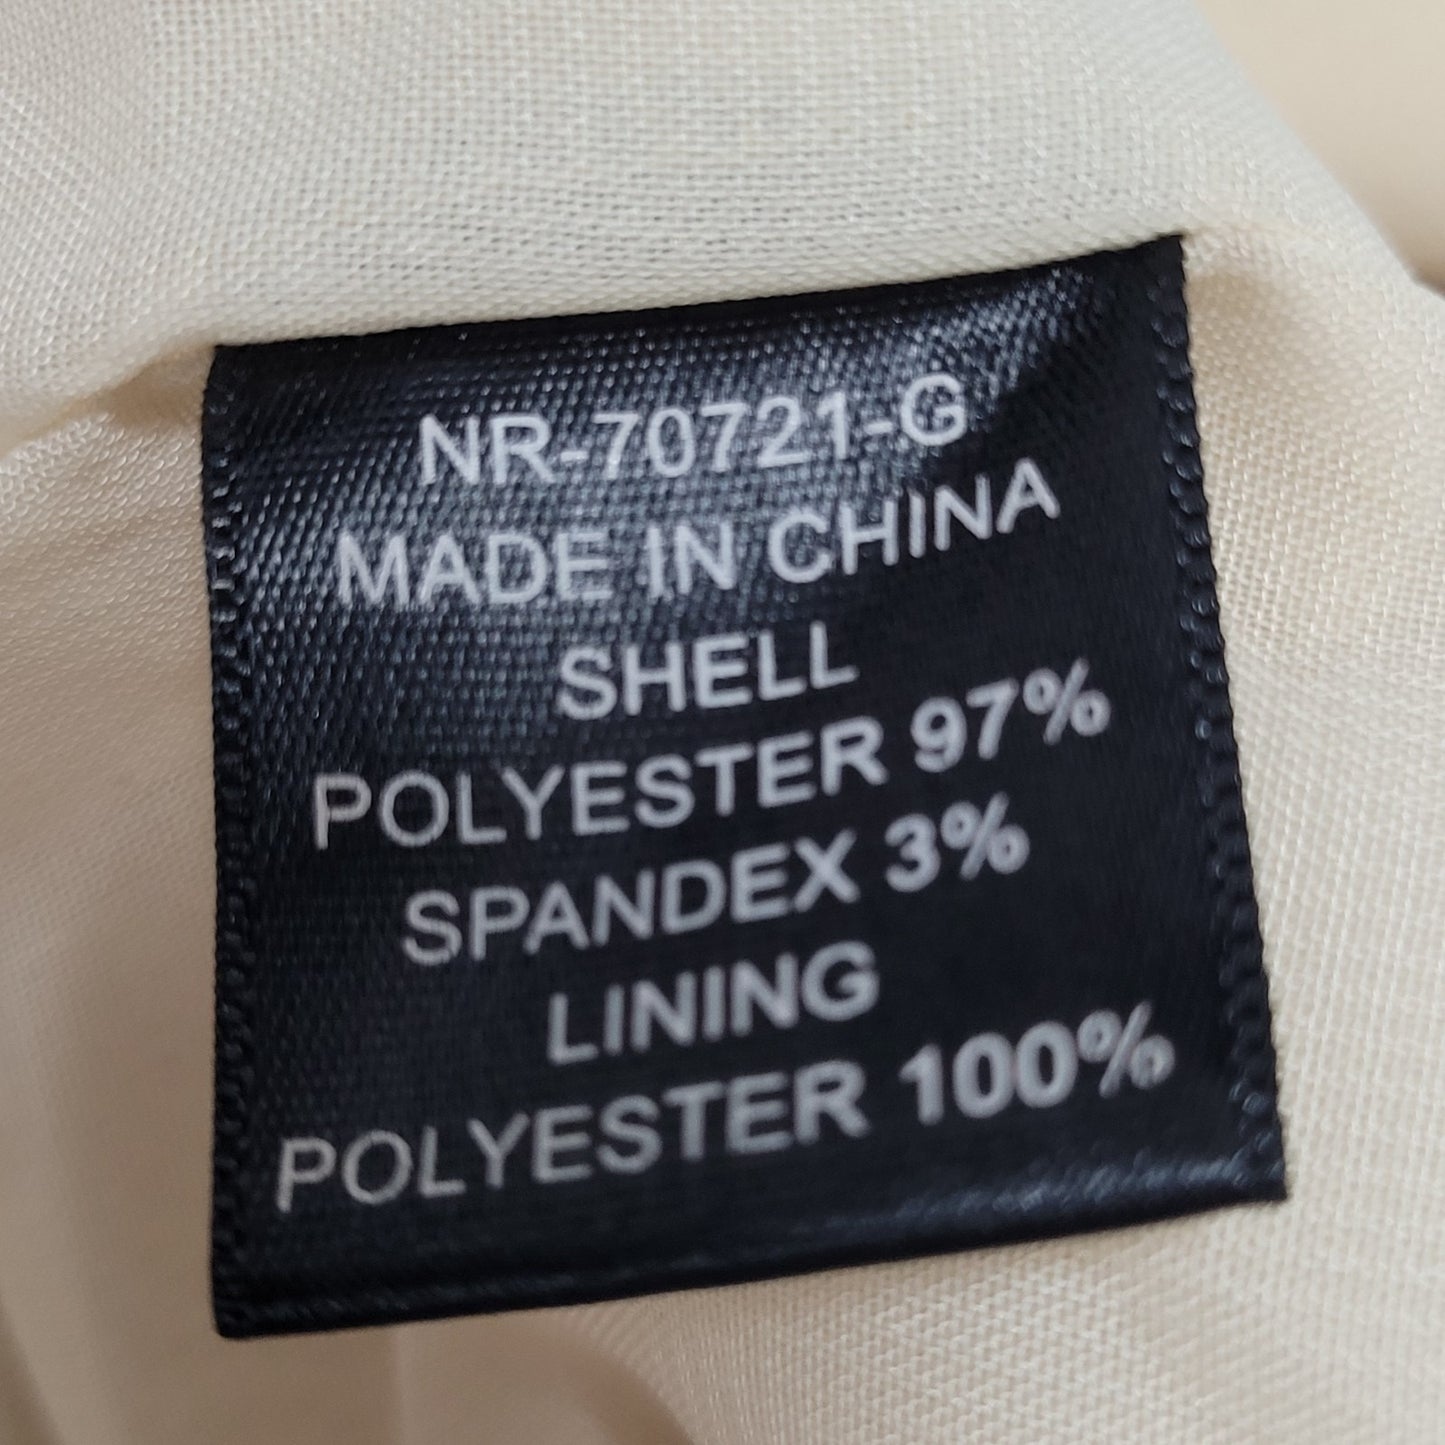 NR-70721-G
MADE IN CHINA
SHELL
POLYESTER 97%
SPANDEX 3%
LINING
POLYESTER 100%